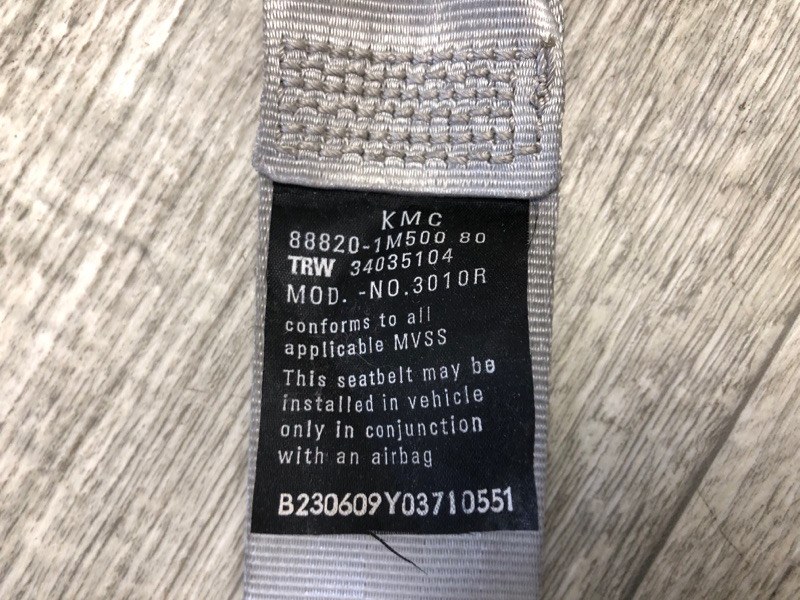 KMC
88820-1M500 80
TRW 34035104
MOD. -NO.3010R
conforms to all
applicable MVSS
This seatbelt may be
installed in vehicle
only in conjunction
with an airbag
B230609Y03710551